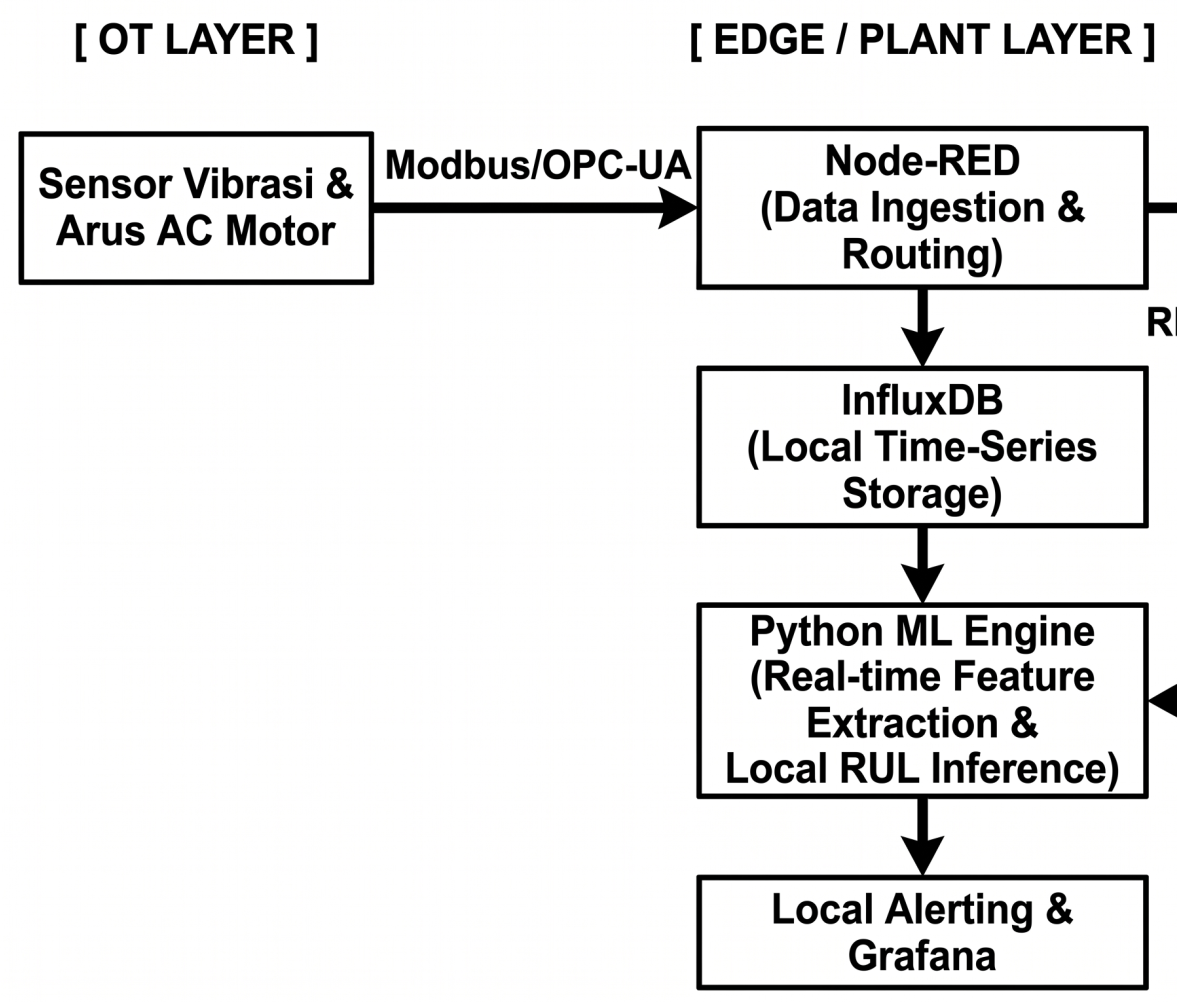 [ OT LAYER ]
[ EDGE / PLANT LAYER ]
Sensor Vibrasi &
Arus AC Motor
Modbus/OPC-UA
Node-RED
(Data Ingestion &
Routing)
InfluxDB
(Local Time-Series
Storage)
Python ML Engine
(Real-time Feature
Extraction &
Local RUL Inference)
Local Alerting &
Grafana